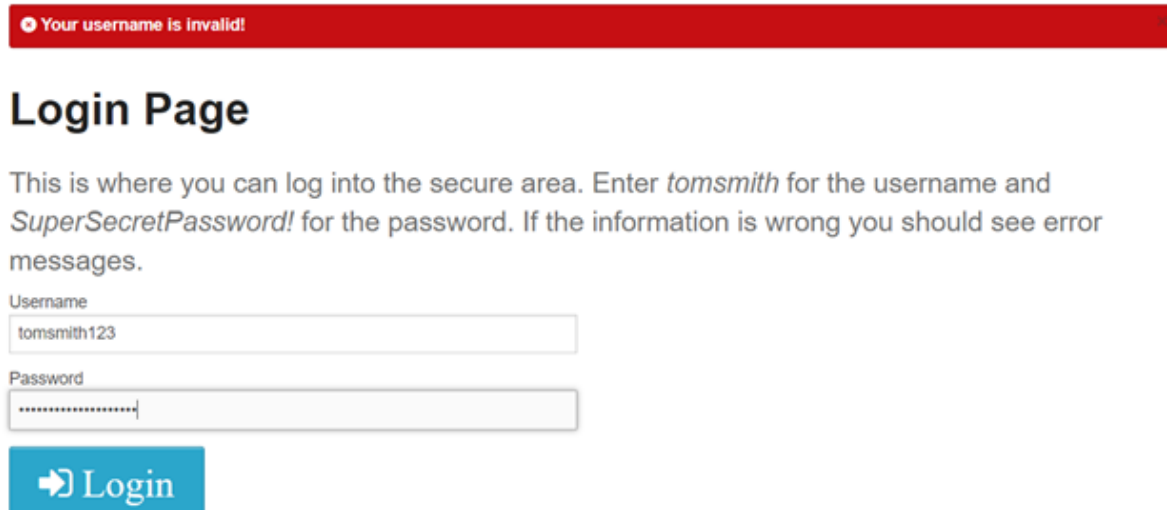 Your username is invalid!
Login Page
This is where you can log into the secure area. Enter tomsmith for the username and
SuperSecretPassword! for the password. If the information is wrong you should see error
messages.
Username
tomsmith123
Password
••••••••••••••••••••
Login